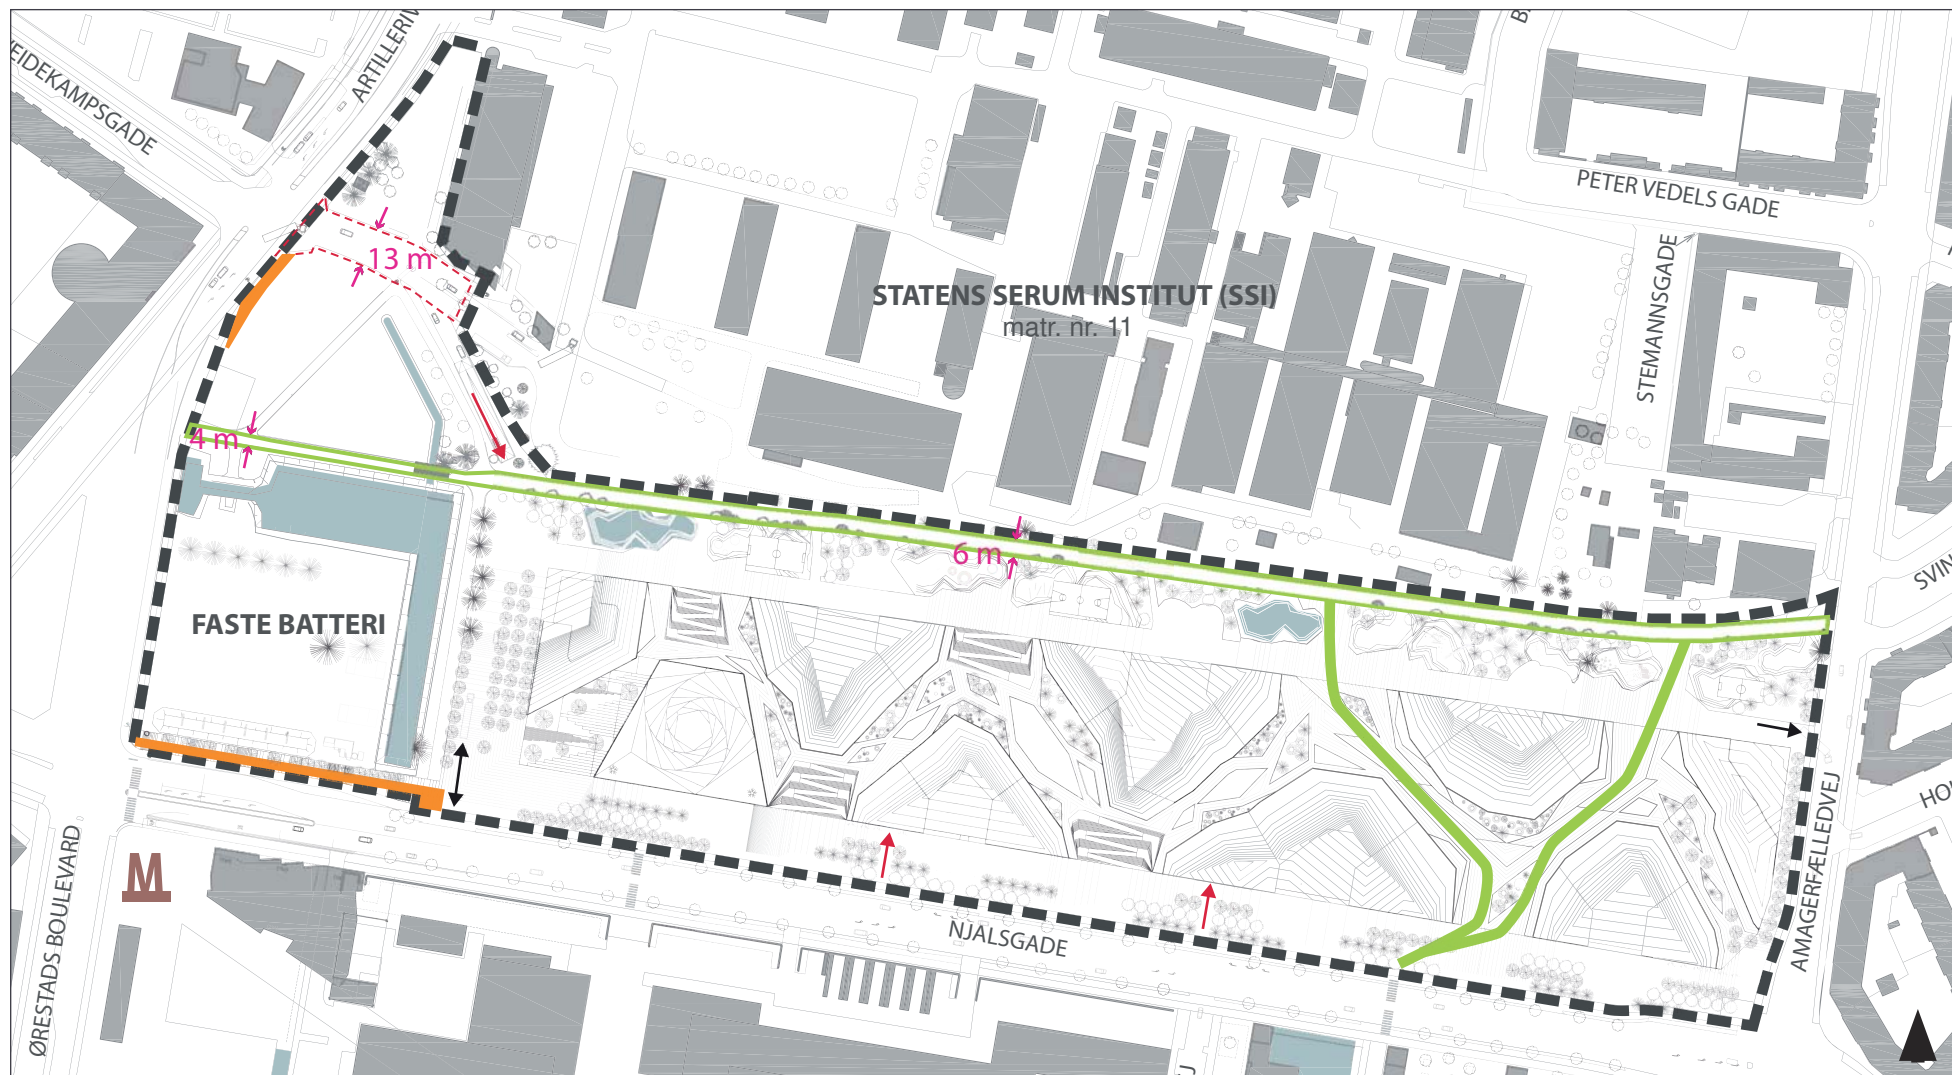 ARTILLERIV
EIDEKAMPSGADE
PETER VEDELS GADE
13 m
STATENS SERUM INSTITUT (SSI)
matr. nr. 11
STEMANNSGADE
4 m
6 m
SVIN
FASTE BATTERI
HO
AMAGERFÆLLEDVEJ
M
NJALSGADE
ØRESTADS BOULEVARD